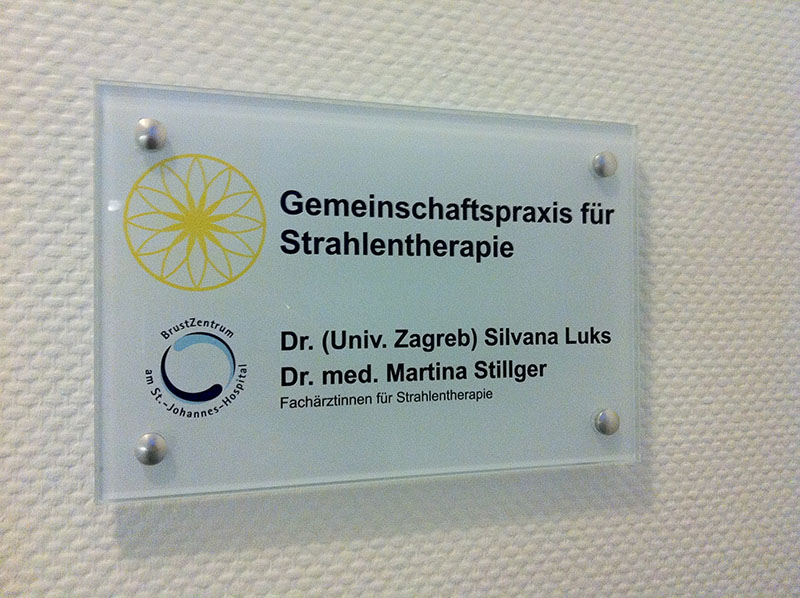 Gemeinschaftspraxis für
Strahlentherapie
BrustZentrum
am St.-Johannes-Hospital
Dr. (Univ. Zagreb) Silvana Luks
Dr. med. Martina Stillger
Fachärztinnen für Strahlentherapie